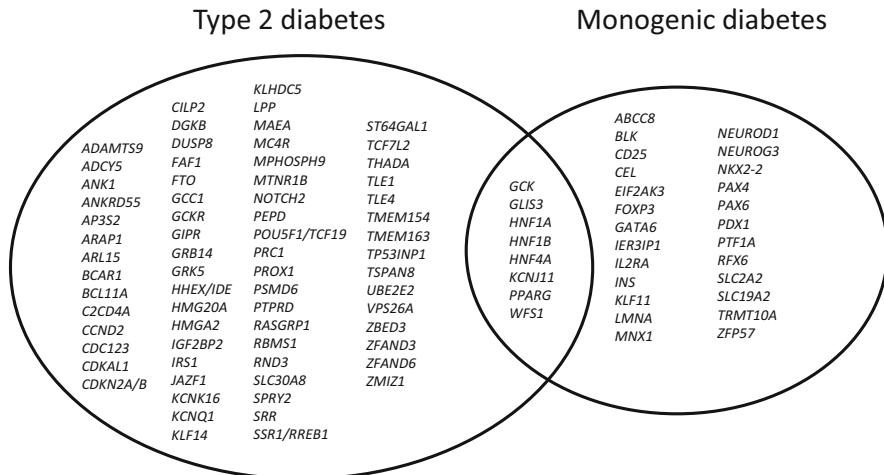 Type 2 diabetes
Monogenic diabetes
ADAMTS9
ADCY5
ANK1
ANKRD55
AP3S2
ARAP1
ARL15
BCAR1
BCL11A
C2CD4A
CCND2
CDC123
CDKAL1
CDKN2A/B
CILP2
DGKB
DUSP8
FAF1
FTO
GCC1
GCKR
GIPR
GRB14
GRK5
HHEX/IDE
HMG20A
HMGA2
IGF2BP2
IRS1
JAZF1
KCNK16
KCNQ1
KLF14
KLHDC5
LPP
MAEA
MC4R
MPHOSPH9
MTNR1B
NOTCH2
PEPD
POU5F1/TCF19
PRC1
PROX1
PSMD6
PTPRD
RASGRP1
RBMS1
RND3
SLC30A8
SPRY2
SRR
SSR1/RREB1
ST64GAL1
TCF7L2
THADA
TLE1
TLE4
TMEM154
TMEM163
TP53INP1
TSPAN8
UBE2E2
VPS26A
ZBED3
ZFAND3
ZFAND6
ZMIZ1
GCK
GLIS3
HNF1A
HNF1B
HNF4A
KCNJ11
PPARG
WFS1
ABCC8
BLK
CD25
CEL
EIF2AK3
FOXP3
GATA6
IER3IP1
IL2RA
INS
KLF11
LMNA
MNX1
NEUROD1
NEUROG3
NKX2-2
PAX4
PAX6
PDX1
PTF1A
RFX6
SLC2A2
SLC19A2
TRMT10A
ZFP57